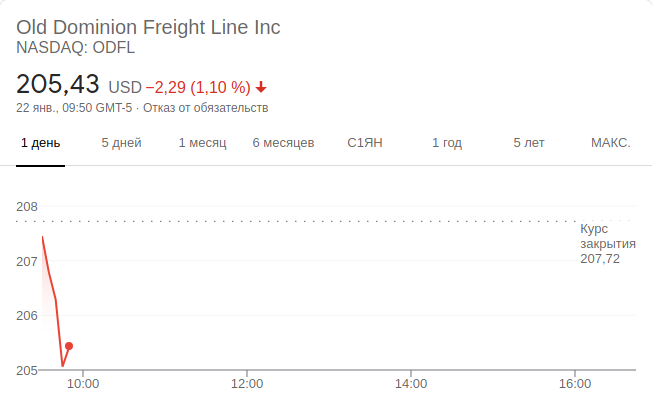 Old Dominion Freight Line Inc
NASDAQ: ODFL
205,43 USD −2,29 (1,10 %)
22 янв., 09:50 GMT-5 · Отказ от обязательств
1 день 5 дней 1 месяц 6 месяцев С1ЯН 1 год 5 лет МАКС.
208
Курс
закрытия
207,72
207
206
205
10:00 12:00 14:00 16:00